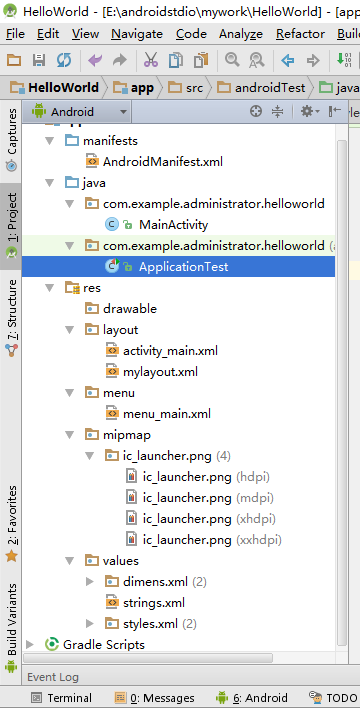 HelloWorld - [E:\androidstdio\mywork\HelloWorld] - [app
File Edit View Navigate Code Analyze Refactor Build
HelloWorld app src androidTest java
Android
Captures
1: Project
7: Structure
2: Favorites
Build Variants
manifests
AndroidManifest.xml
java
com.example.administrator.helloworld
MainActivity
com.example.administrator.helloworld
ApplicationTest
res
drawable
layout
activity_main.xml
mylayout.xml
menu
menu_main.xml
mipmap
ic_launcher.png (4)
ic_launcher.png (hdpi)
ic_launcher.png (mdpi)
ic_launcher.png (xhdpi)
ic_launcher.png (xxhdpi)
values
dimens.xml (2)
strings.xml
styles.xml (2)
Gradle Scripts
Event Log
Terminal 0: Messages 6: Android TODO